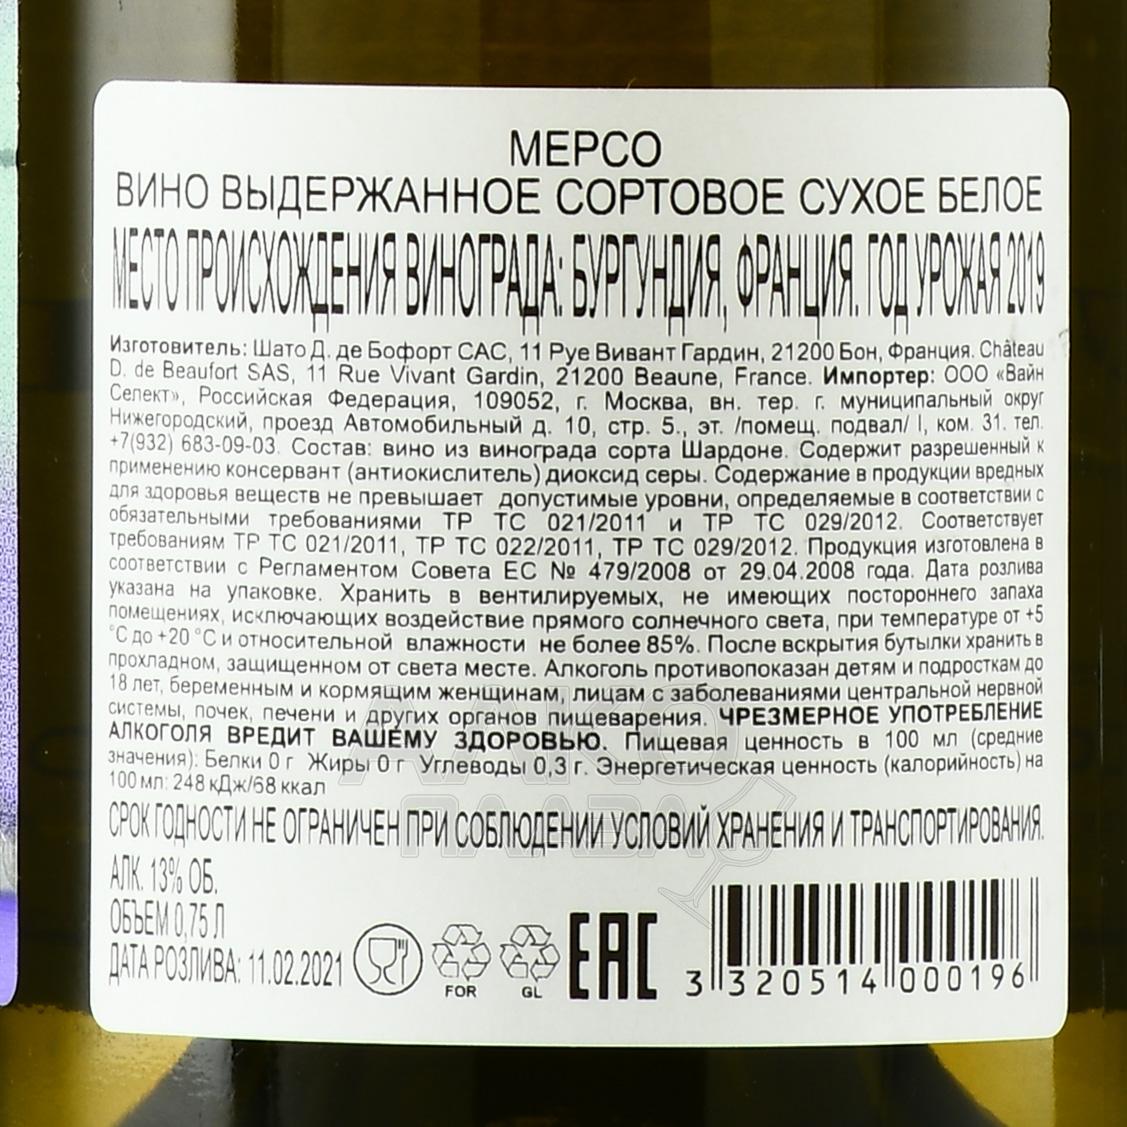 МЕРСО
ВИНО ВЫДЕРЖАННОЕ СОРТОВОЕ СУХОЕ БЕЛОЕ
МЕСТО ПРОИСХОЖДЕНИЯ ВИНОГРАДА: БУРГУНДИЯ, ФРАНЦИЯ. ГОД УРОЖАЯ 2019
Изготовитель: Шато Д. де Бофорт САС, 11 Руе Вивант Гардин, 21200 Бон, Франция. Château
D. de Beaufort SAS, 11 Rue Vivant Gardin, 21200 Beaune, France. Импортер: ООО «Вайн
Селект», Российская Федерация, 109052, г. Москва, вн. тер. г. муниципальный округ
Нижегородский, проезд Автомобильный д. 10, стр. 5., эт. /помещ. подвал/ I, ком. 31. тел.
+7(932) 683-09-03. Состав: вино из винограда сорта Шардоне. Содержит разрешенный к
применению консервант (антиокислитель) диоксид серы. Содержание в продукции вредных
для здоровья веществ не превышает допустимые уровни, определяемые в соответствии с
обязательными требованиями ТР ТС 021/2011 и ТР ТС 029/2012. Соответствует
требованиям ТР ТС 021/2011, ТР ТС 022/2011, ТР ТС 029/2012. Продукция изготовлена в
соответствии с Регламентом Совета ЕС № 479/2008 от 29.04.2008 года. Дата розлива
указана на упаковке. Хранить в вентилируемых, не имеющих постороннего запаха
помещениях, исключающих воздействие прямого солнечного света, при температуре от +5
°С до +20 °С и относительной влажности не более 85%. После вскрытия бутылки хранить в
прохладном, защищенном от света месте. Алкоголь противопоказан детям и подросткам до
18 лет, беременным и кормящим женщинам, лицам с заболеваниями центральной нервной
системы, почек, печени и других органов пищеварения. ЧРЕЗМЕРНОЕ УПОТРЕБЛЕНИЕ
АЛКОГОЛЯ ВРЕДИТ ВАШЕМУ ЗДОРОВЬЮ. Пищевая ценность в 100 мл (средние
значения): Белки 0 г Жиры 0 г Углеводы 0,3 г. Энергетическая ценность (калорийность) на
100 мл: 248 кДж/68 ккал
СРОК ГОДНОСТИ НЕ ОГРАНИЧЕН ПРИ СОБЛЮДЕНИИ УСЛОВИЙ ХРАНЕНИЯ И ТРАНСПОРТИРОВАНИЯ.
АЛК. 13% ОБ.
ОБЪЕМ 0,75 Л
ДАТА РОЗЛИВА: 11.02.2021
FOR
GL
EAC
3 320514 000196
АЛКО
ПЛАЗА